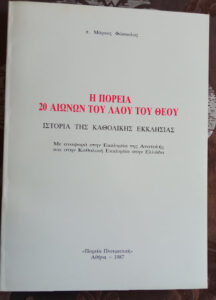 π. Μάρκος Φώσκολος
Η ΠΟΡΕΙΑ
20 ΑΙΩΝΩΝ ΤΟΥ ΛΑΟΥ ΤΟΥ ΘΕΟΥ
ΙΣΤΟΡΙΑ ΤΗΣ ΚΑΘΟΛΙΚΗΣ ΕΚΚΛΗΣΙΑΣ
Με αναφορά στην Εκκλησία της Ανατολής
και στην Καθολική Εκκλησία στην Ελλάδα
«Πορεία Πνευματική»
Αθήνα - 1987